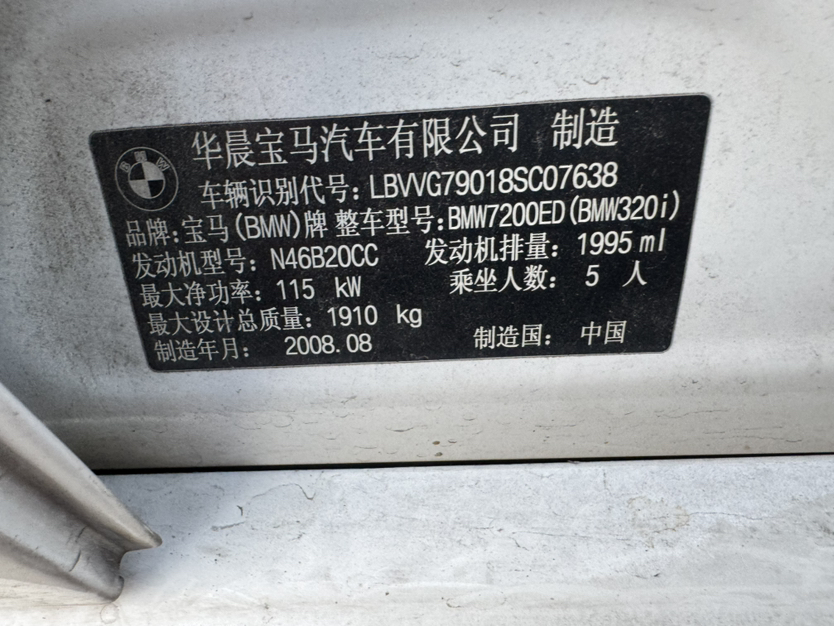 华晨宝马汽车有限公司 制造
车辆识别代号: LBVVG79018SC07638
品牌: 宝马(BMW)牌 整车型号: BMW7200ED(BMW320i)
发动机型号: N46B20CC 发动机排量: 1995 ml
最大净功率: 115 kW 乘坐人数: 5 人
最大设计总质量: 1910 kg
制造年月: 2008.08 制造国: 中国